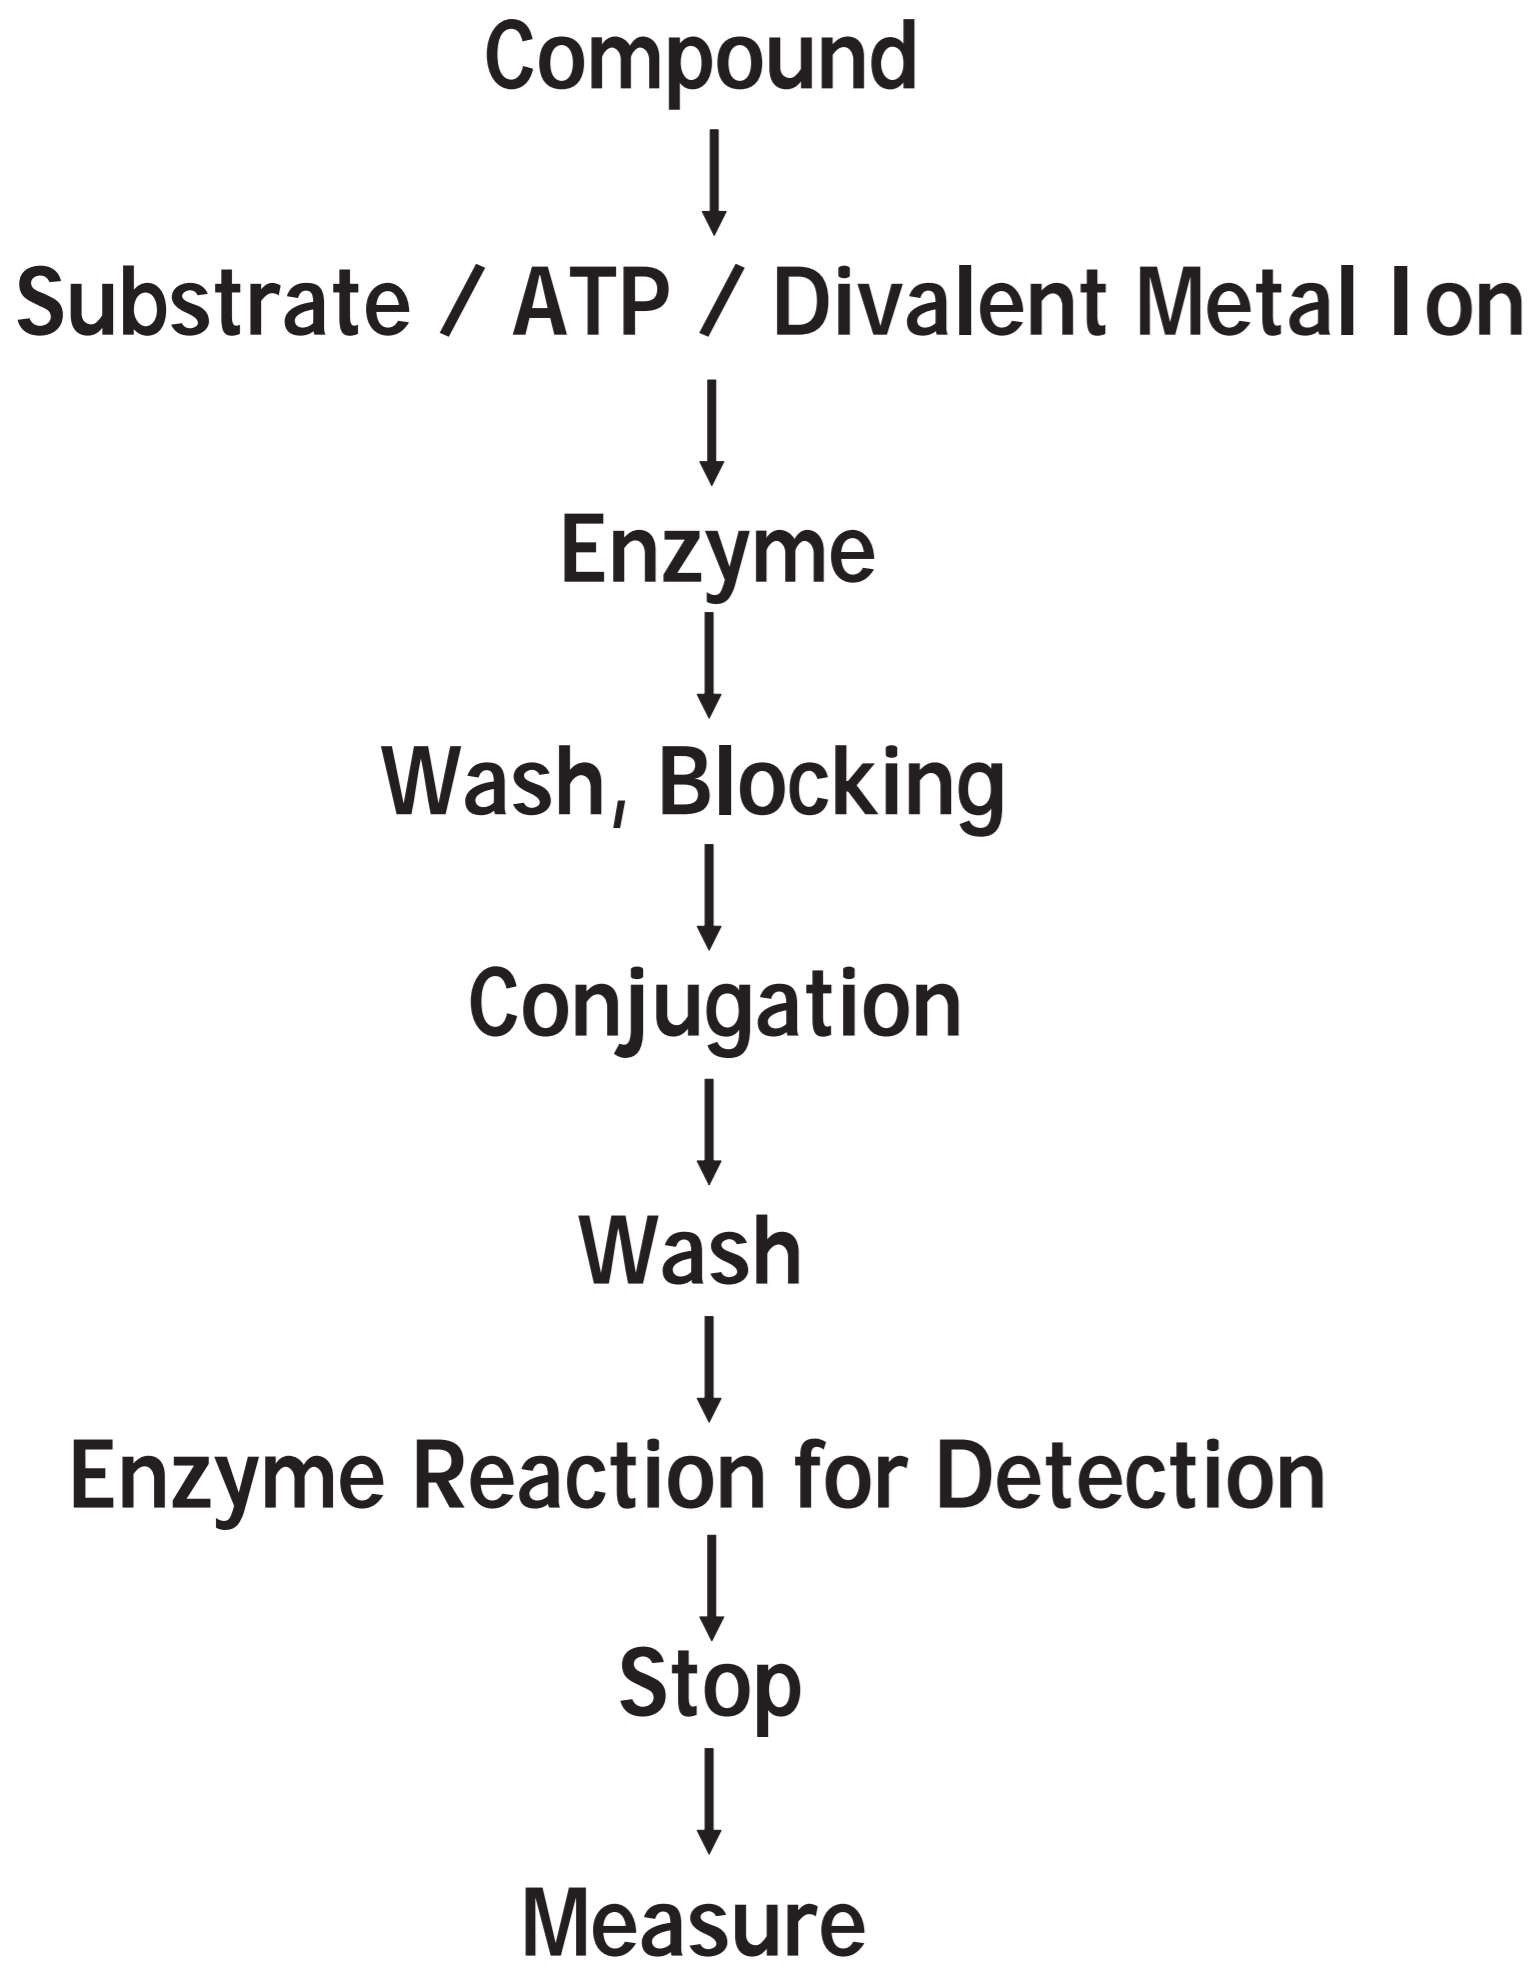 Compound
Substrate / ATP / Divalent Metal Ion
Enzyme
Wash, Blocking
Conjugation
Wash
Enzyme Reaction for Detection
Stop
Measure